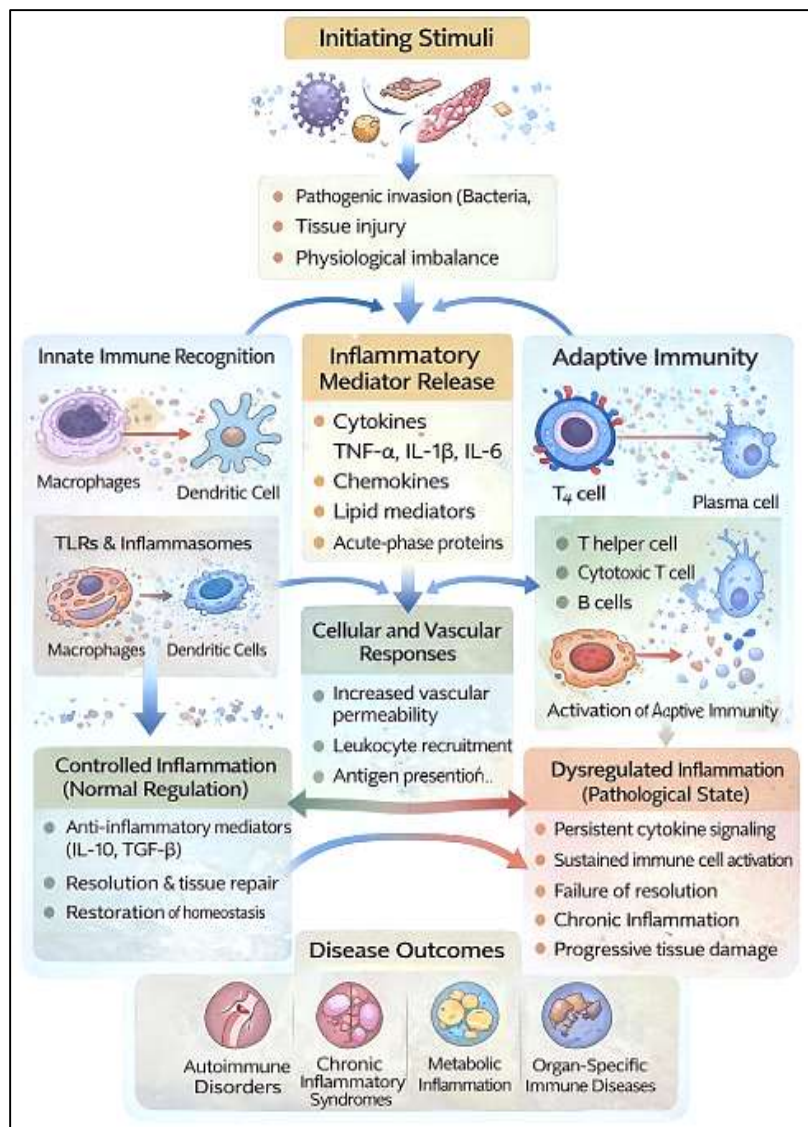 Initiating Stimuli
Pathogenic invasion (Bacteria,
Tissue injury
Physiological imbalance
Innate Immune Recognition
Macrophages
Dendritic Cell
TLRs & Inflammasomes
Macrophages
Dendritic Cells
Inflammatory
Mediator Release
Cytokines
TNF-α, IL-1β, IL-6
Chemokines
Lipid mediators
Acute-phase proteins
Adaptive Immunity
T4 cell
Plasma cell
T helper cell
Cytotoxic T cell
B cells
Activation of Aaptive Immunity
Cellular and Vascular
Responses
Increased vascular
permeability
Leukocyte recruitment
Controlled Inflammation
(Normal Regulation)
Anti-inflammatory mediators
(IL-10, TGF-β)
Resolution & tissue repair
Restoration of homeostasis
Antigen
Dysregulated Inflammation
(Pathological State)
Persistent cytokine signaling
Sustained immune cell activation
Failure of resolution
Chronic Inflammation
Progressive tissue damage
Disease Outcomes
Autoimmune
Disorders
Chronic
Inflammatory
Syndromes
Metabolic
Inflammation
Organ-Specific
Immune Diseases